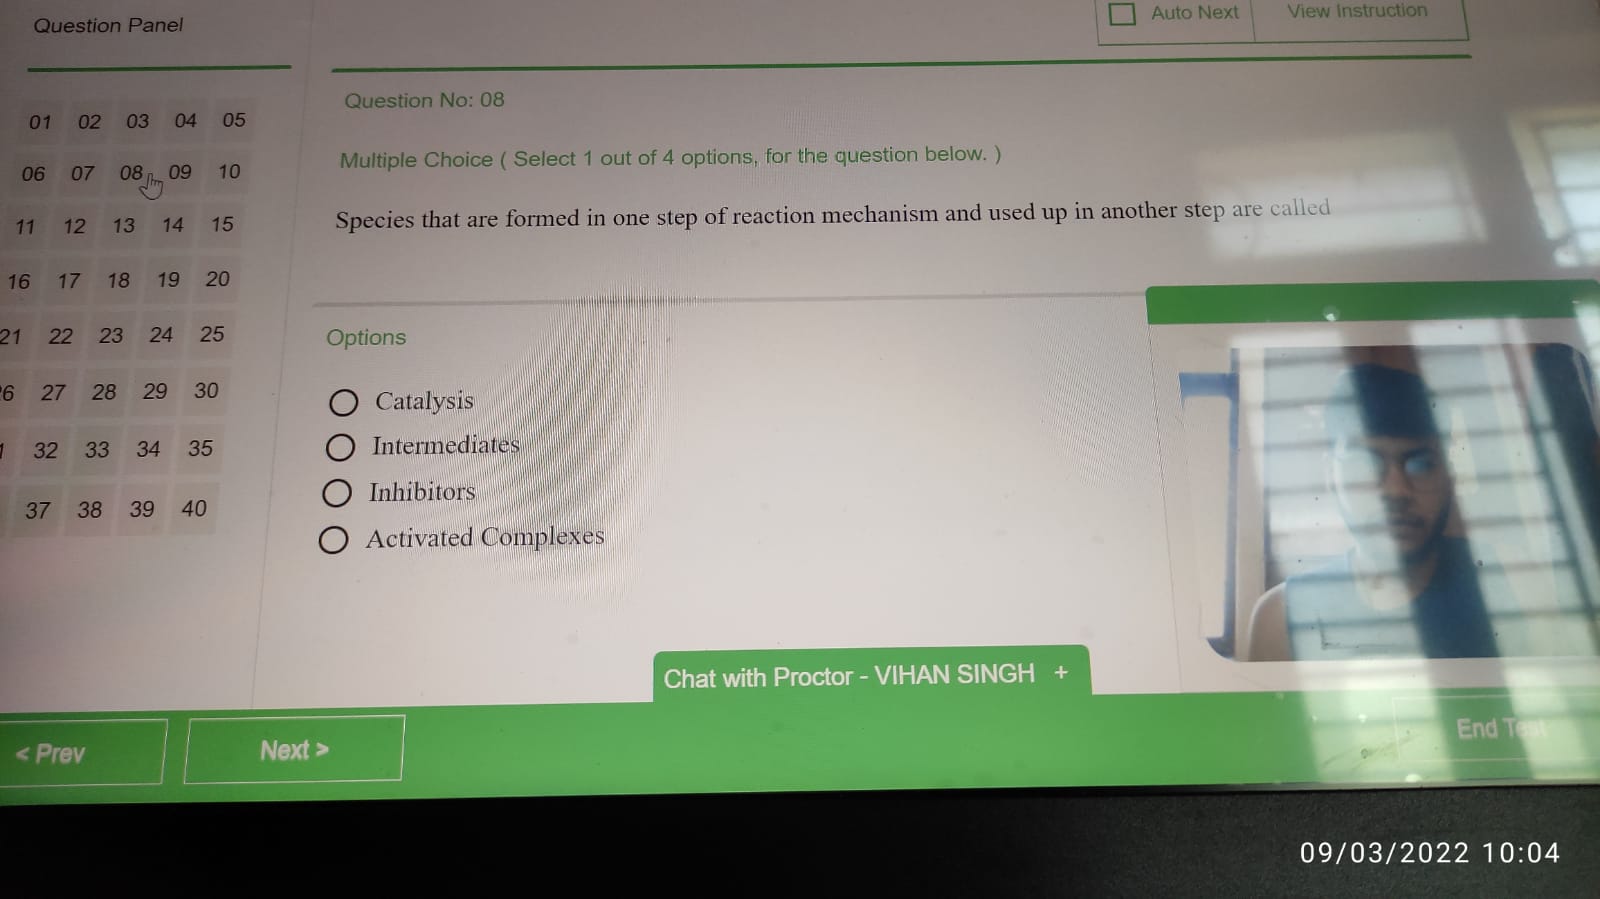 Question Panel
Auto Next
View Instruction
01 02 03 04 05
06 07 08 09 10
11 12 13 14 15
16 17 18 19 20
21 22 23 24 25
26 27 28 29 30
32 33 34 35
37 38 39 40
Question No: 08
Multiple Choice ( Select 1 out of 4 options, for the question below. )
Species that are formed in one step of reaction mechanism and used up in another step are called
Options
Catalysis
Intermediates
Inhibitors
Activated Complexes
Chat with Proctor - VIHAN SINGH +
< Prev
Next >
End Test
09/03/2022 10:04